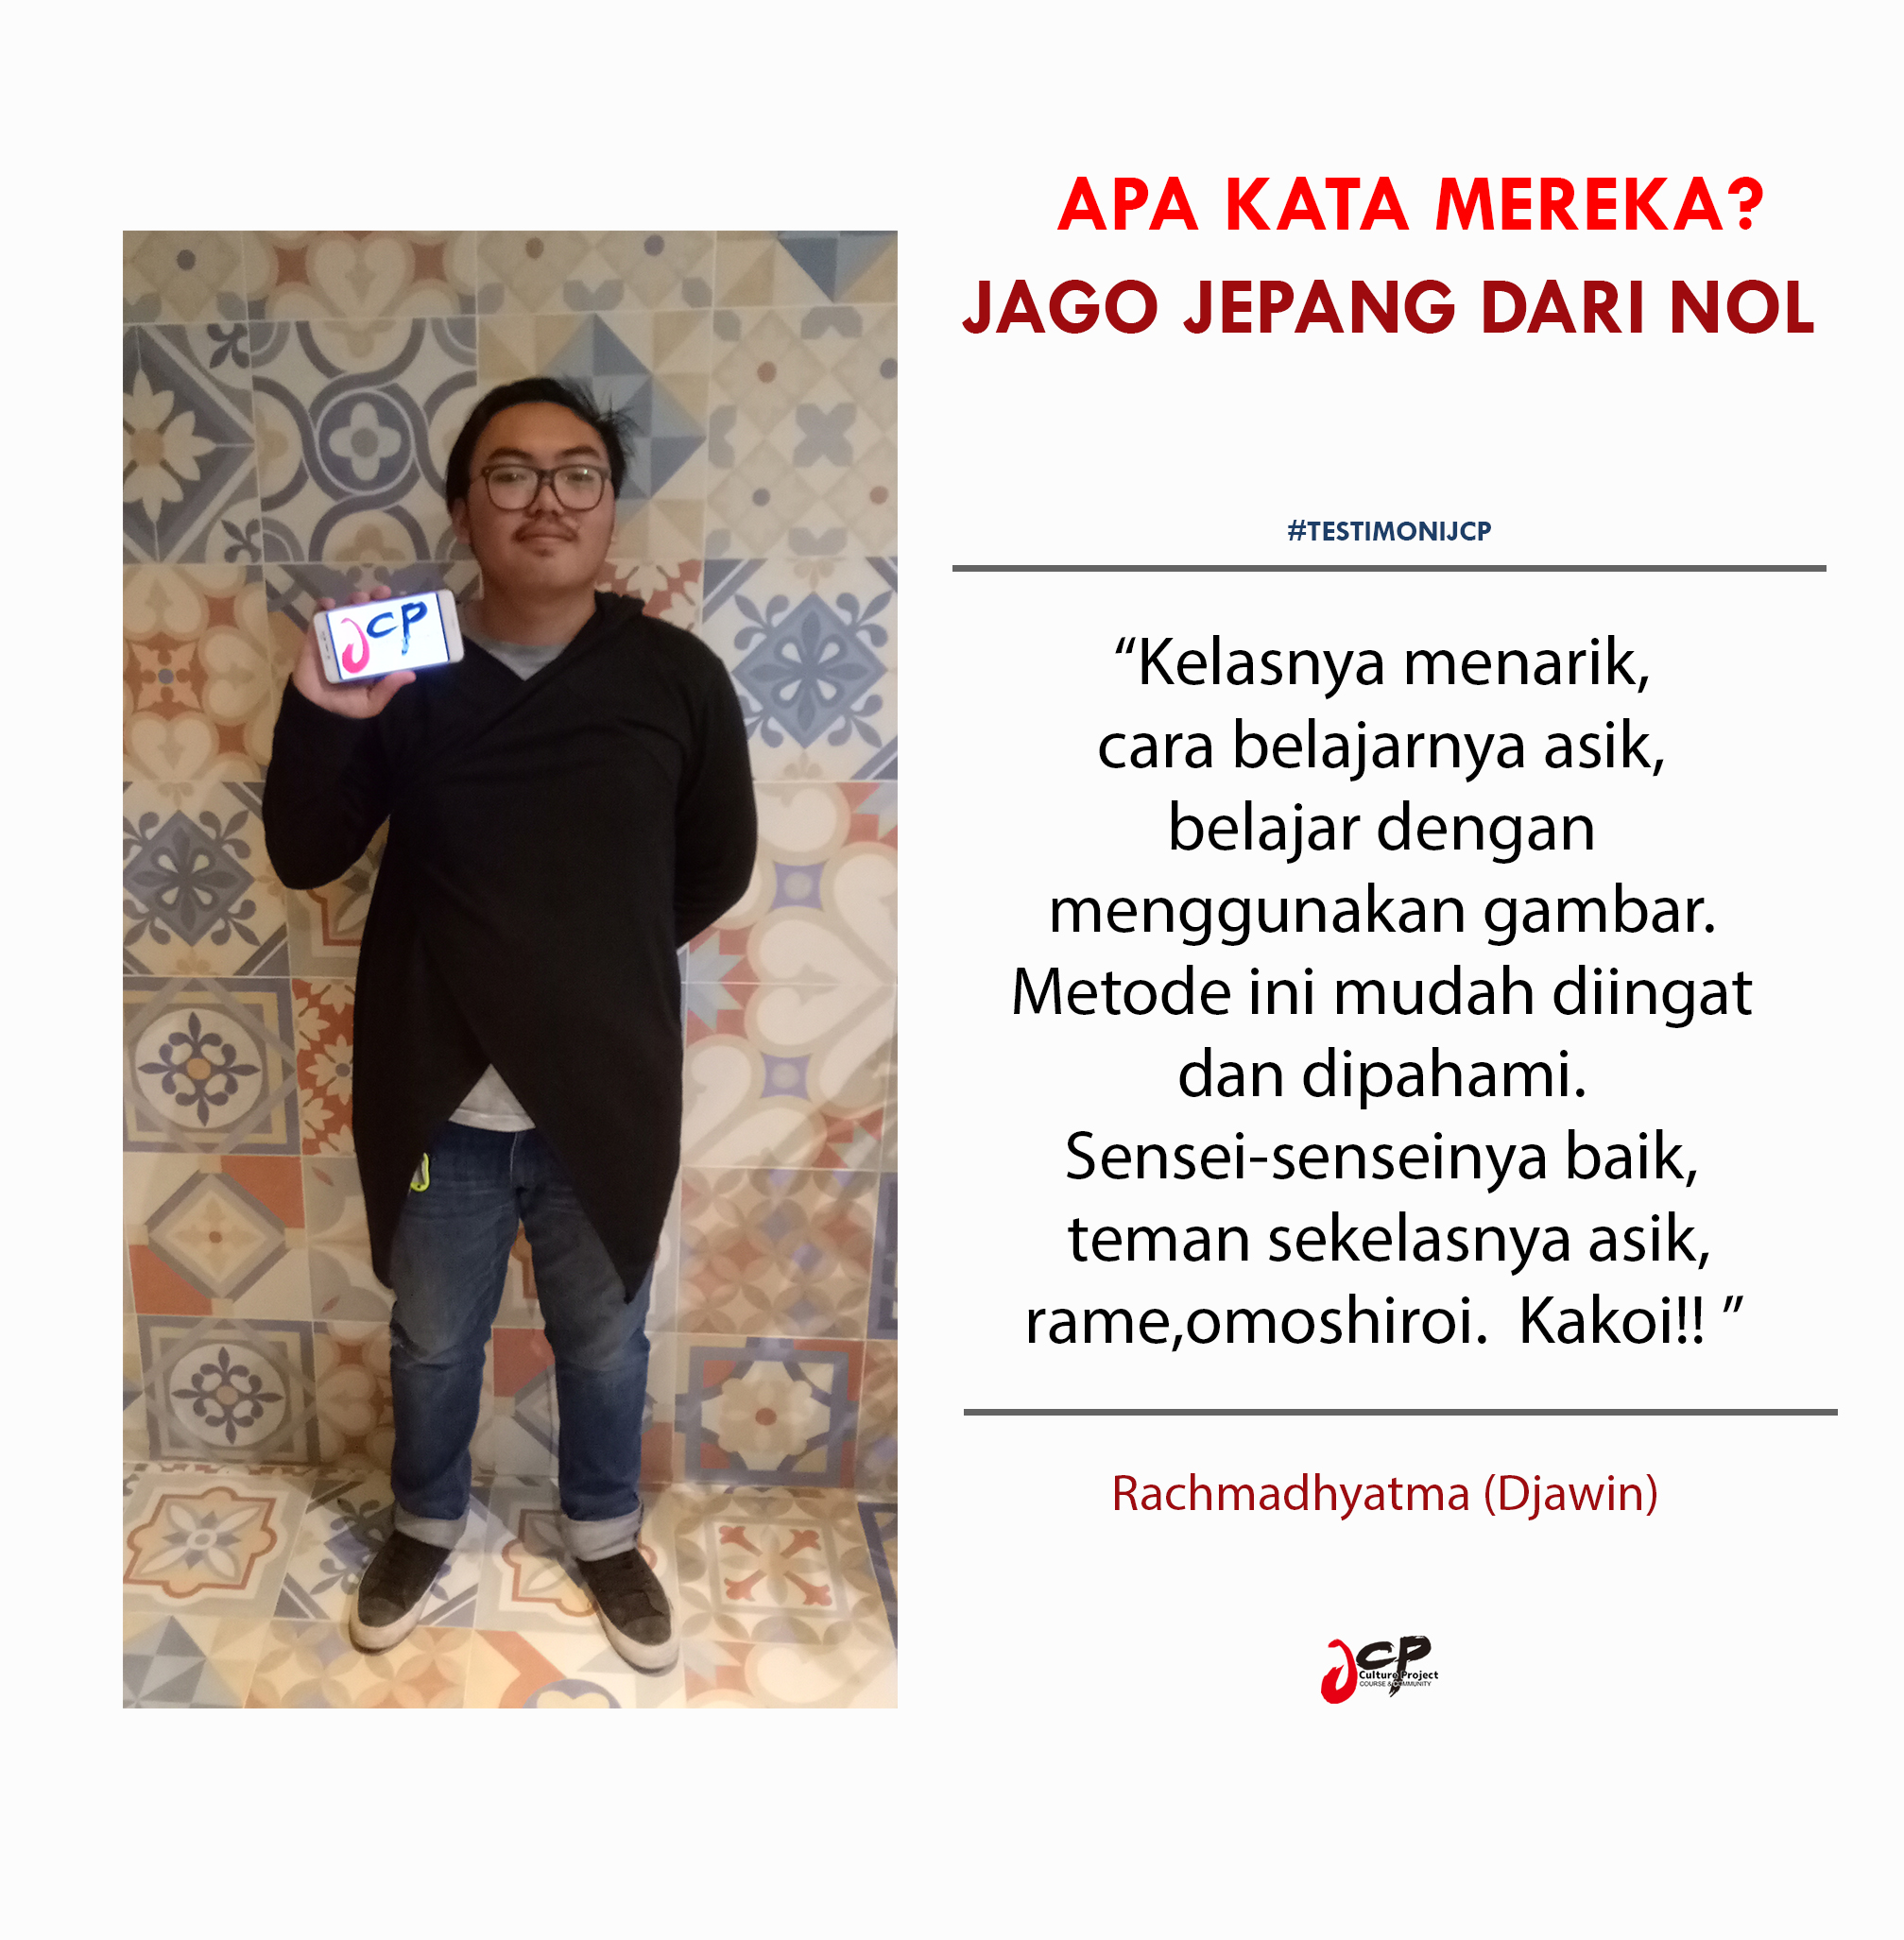 APA KATA MEREKA?
JAGO JEPANG DARI NOL
#TESTIMONIJCP
“Kelasnya menarik,
cara belajarnya asik,
belajar dengan
menggunakan gambar.
Metode ini mudah diingat
dan dipahami.
Sensei-senseinya baik,
teman sekelasnya asik,
rame,omoshiroi.  Kakoi!! ”
Rachmadhyatma (Djawin)
JCP
JCP
Culture Project
COURSE & COMMUNITY